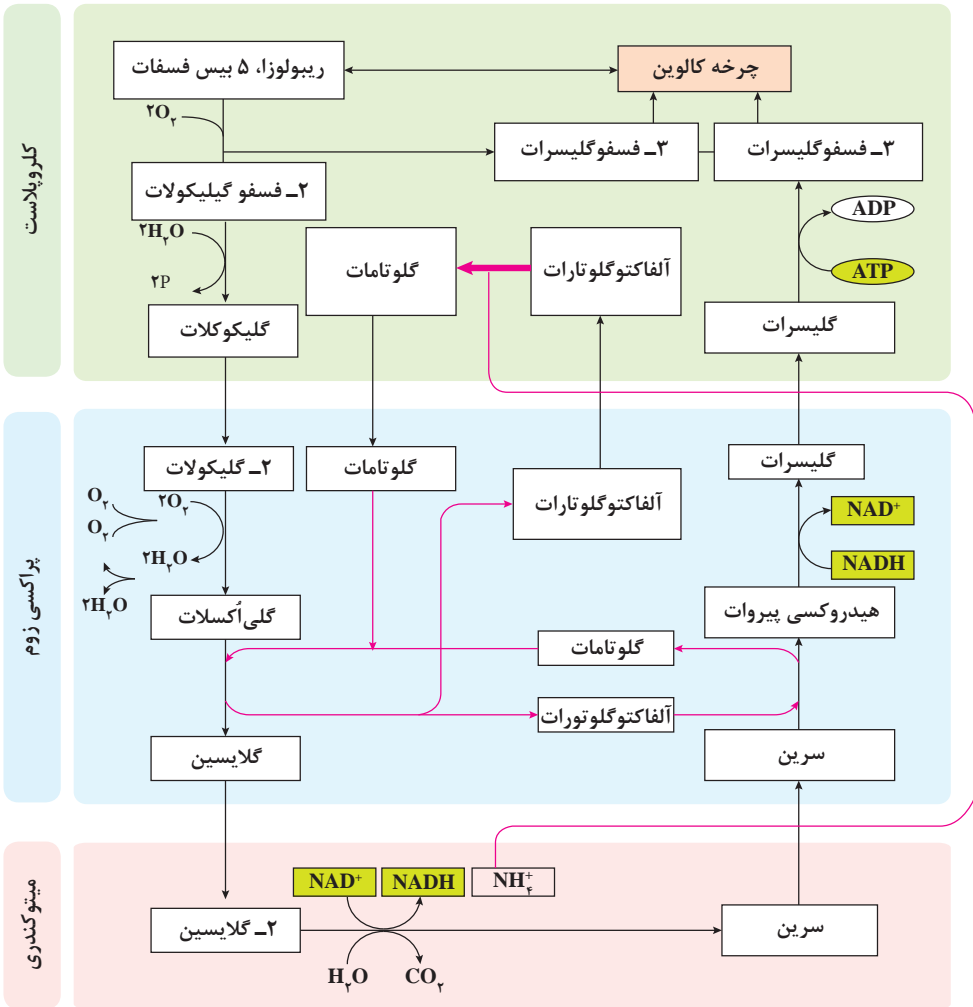 کلروپلاست
چرخه کالوین
ریبولوزا، ۵ بیس فسفات
۲O۲
۳ـ فسفوگلیسرات
۳ـ فسفوگلیسرات
۲ـ فسفو گیلیکولات
ADP
۲H۲O
ATP
۲P
آلفاکتوگلوتارات
گلوتامات
گلیسرات
گلیکوکلات
پراکسی زوم
گلیسرات
گلوتامات
۲ـ گلیکولات
O۲
۲O۲
O۲
آلفاکتوگلوتارات
NAD+
۲H۲O
NADH
۲H۲O
هیدروکسی پیروات
گلی‌اُکسلات
گلوتامات
آلفاکتوگلوتورات
سرین
گلایسین
میتوکندری
NAD+
NADH
NH۴+
۲ـ گلایسین
سرین
H۲O
CO۲